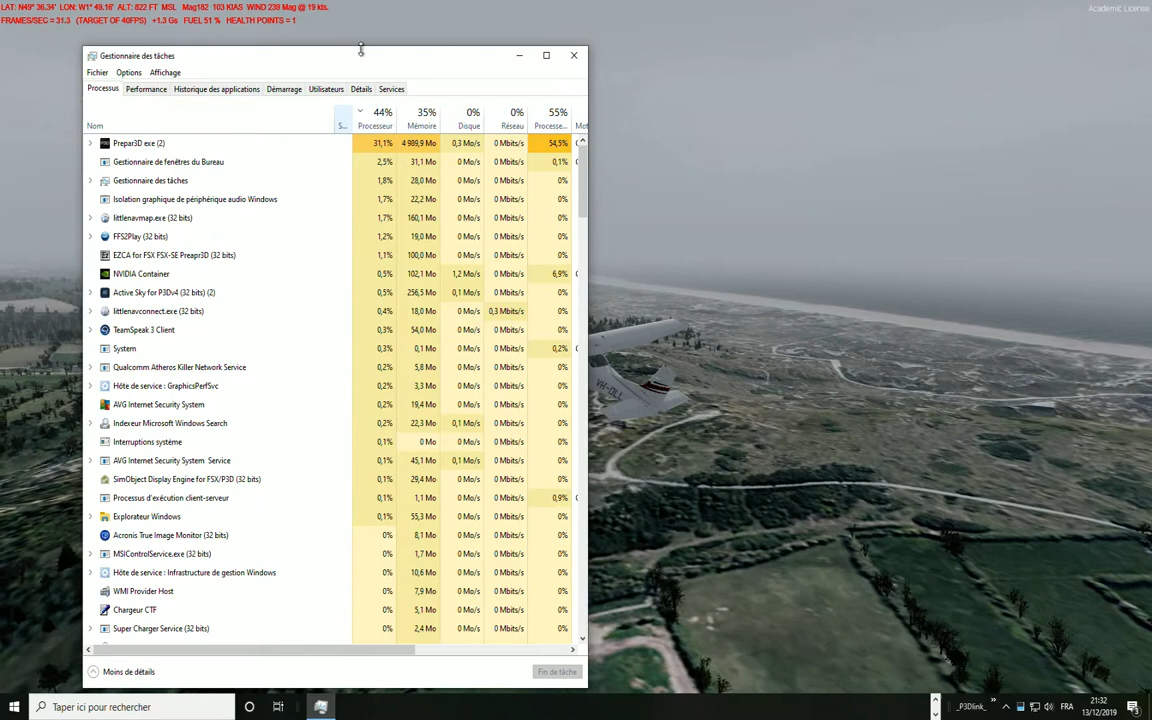 LAT: N49° 36.34'  LON: W1° 49.16'  ALT: 822 FT  MSL  Mag182  103 KIAS  WIND 239 Mag @ 19 kts.
FRAMES/SEC = 31.3  (TARGET OF 40FPS)  +1.3 Gs  FUEL 51 %  HEALTH POINTS = 1
Academic License
Gestionnaire des tâches
Fichier Options Affichage
Processus Performance Historique des applications Démarrage Utilisateurs Détails Services
44% 35% 0% 0% 55%
Nom S... Processeur Mémoire Disque Réseau Processe... Mot
Prepar3D exe (2) 31,1% 4 989,9 Mo 0,3 Mo/s 0 Mbits/s 54,5%
Gestionnaire de fenêtres du Bureau 2,5% 31,1 Mo 0 Mo/s 0 Mbits/s 0,1%
Gestionnaire des tâches 1,8% 28,0 Mo 0 Mo/s 0 Mbits/s 0%
Isolation graphique de périphérique audio Windows 1,7% 22,2 Mo 0 Mo/s 0 Mbits/s 0%
littlenavmap.exe (32 bits) 1,7% 160,1 Mo 0 Mo/s 0 Mbits/s 0%
FFS2Play (32 bits) 1,2% 19,0 Mo 0 Mo/s 0 Mbits/s 0%
EZCA for FSX FSX-SE Preapr3D (32 bits) 1,1% 100,0 Mo 0 Mo/s 0 Mbits/s 0%
NVIDIA Container 0,5% 102,1 Mo 1,2 Mo/s 0 Mbits/s 6,9%
Active Sky for P3Dv4 (32 bits) (2) 0,5% 256,5 Mo 0,1 Mo/s 0 Mbits/s 0%
littlenavconnect.exe (32 bits) 0,4% 18,0 Mo 0 Mo/s 0,3 Mbits/s 0%
TeamSpeak 3 Client 0,3% 54,0 Mo 0 Mo/s 0 Mbits/s 0%
System 0,3% 0,1 Mo 0 Mo/s 0 Mbits/s 0,2%
Qualcomm Atheros Killer Network Service 0,2% 5,8 Mo 0 Mo/s 0 Mbits/s 0%
Hôte de service : GraphicsPerfSvc 0,2% 3,3 Mo 0 Mo/s 0 Mbits/s 0%
AVG Internet Security System 0,2% 19,4 Mo 0 Mo/s 0 Mbits/s 0%
Indexeur Microsoft Windows Search 0,2% 22,3 Mo 0,1 Mo/s 0 Mbits/s 0%
Interruptions système 0,1% 0 Mo 0 Mo/s 0 Mbits/s 0%
AVG Internet Security System  Service 0,1% 45,1 Mo 0,1 Mo/s 0 Mbits/s 0%
SimObject Display Engine for FSX/P3D (32 bits) 0,1% 29,4 Mo 0 Mo/s 0 Mbits/s 0%
Processus d'exécution client-serveur 0,1% 1,1 Mo 0 Mo/s 0 Mbits/s 0,9%
Explorateur Windows 0,1% 55,3 Mo 0 Mo/s 0 Mbits/s 0%
Acronis True Image Monitor (32 bits) 0% 8,1 Mo 0 Mo/s 0 Mbits/s 0%
MSIControlService.exe (32 bits) 0% 1,7 Mo 0 Mo/s 0 Mbits/s 0%
Hôte de service : Infrastructure de gestion Windows 0% 10,6 Mo 0 Mo/s 0 Mbits/s 0%
WMI Provider Host 0% 7,9 Mo 0 Mo/s 0 Mbits/s 0%
Chargeur CTF 0% 5,1 Mo 0 Mo/s 0 Mbits/s 0%
Super Charger Service (32 bits) 0% 2,4 Mo 0 Mo/s 0 Mbits/s 0%
Moins de détails Fin de tâche
VH-DLL
Taper ici pour rechercher
_P3Dlink_ » FRA 21:32
13/12/2019 3